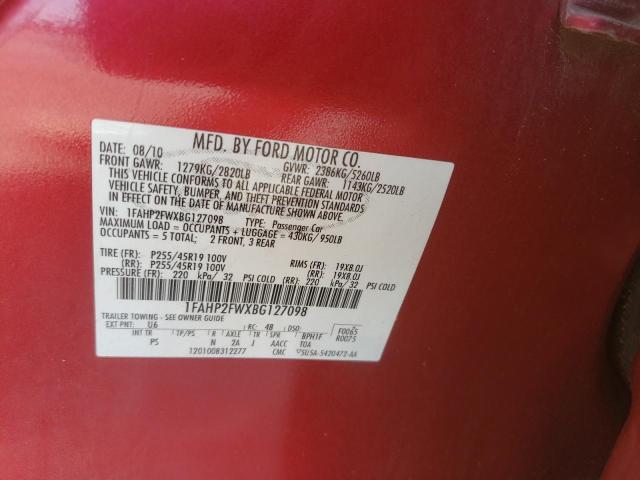 MFD. BY FORD MOTOR CO.
DATE: 08/10 GVWR: 2386KG/5260LB
FRONT GAWR: 1279KG/2820LB REAR GAWR: 1143KG/2520LB
THIS VEHICLE CONFORMS TO ALL APPLICABLE FEDERAL MOTOR
VEHICLE SAFETY, BUMPER, AND THEFT PREVENTION STANDARDS
IN EFFECT ON THE DATE OF MANUFACTURE SHOWN ABOVE.
VIN: 1FAHP2FWXBG127098 TYPE: Passenger Car
MAXIMUM LOAD = OCCUPANTS + LUGGAGE = 430KG/ 950LB
OCCUPANTS = 5 TOTAL; 2 FRONT, 3 REAR
TIRE (FR): P255/45R19 100V RIMS (FR): 19X8.0J
(RR): P255/45R19 100V (RR): 19X8.0J
PRESSURE (FR): 220 kPa/ 32 PSI COLD (RR): 220 kPa/ 32 PSI COLD
1FAHP2FWXBG127098
TRAILER TOWING - SEE OWNER GUIDE
EXT PNT: U6 RC: 4B DSO: F0065
INT TR TP/PS R AXLE TR SPR BPH1F R0075
PS N 2A J AACC TOA
1201008312277 CMC 5U5A-5420472-AA